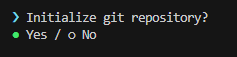 ❯ Initialize git repository?
● Yes / ○ No